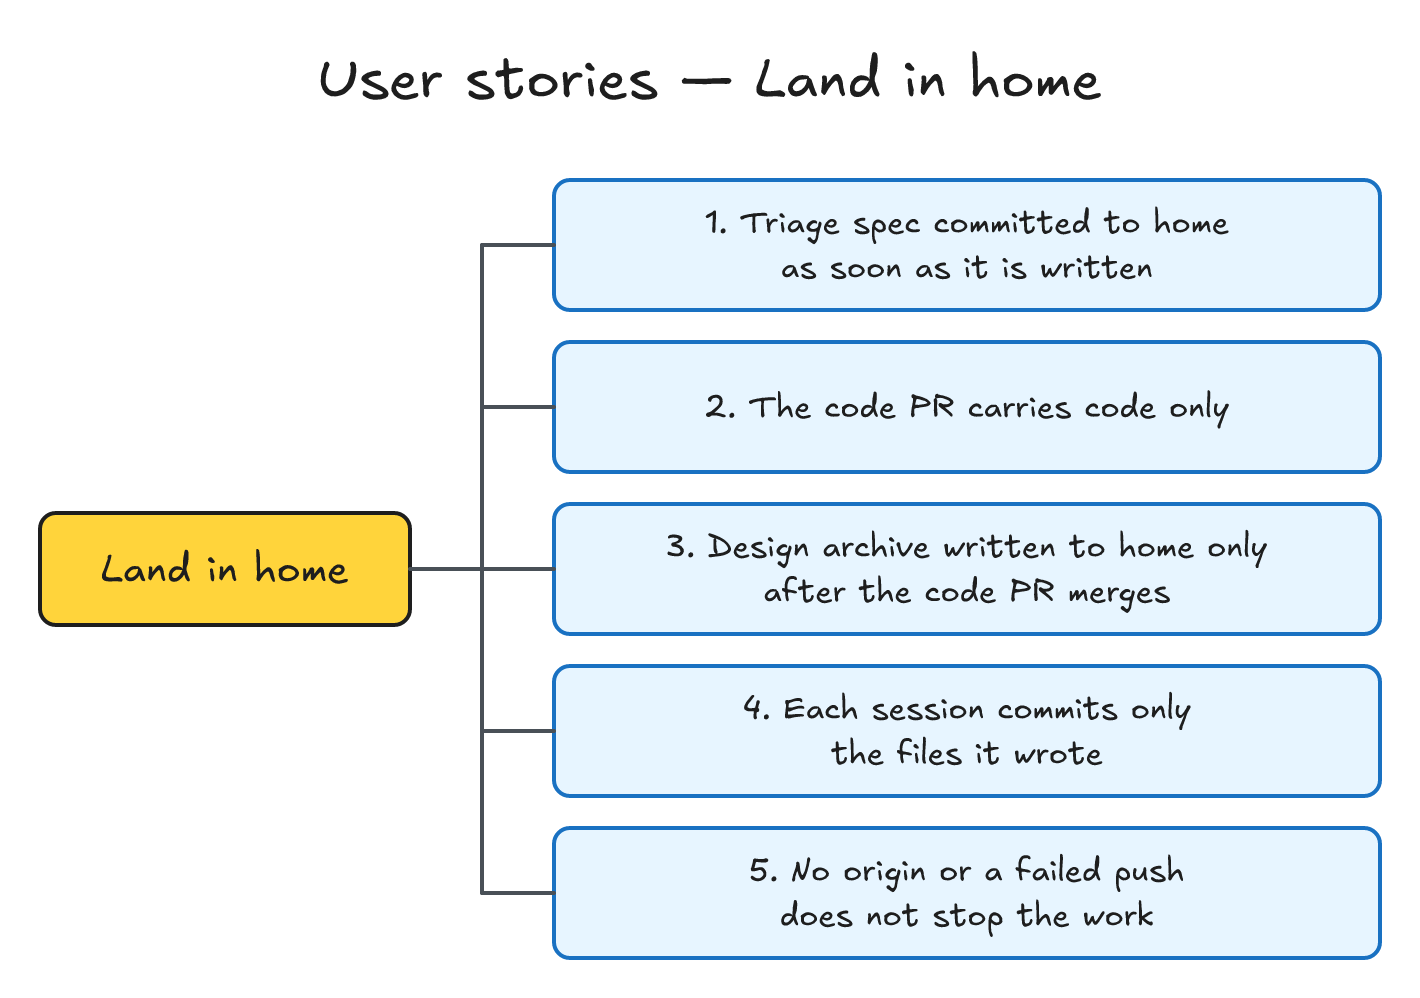 User stories — Land in home
1. Triage spec committed to home
as soon as it is written
2. The code PR carries code only
3. Design archive written to home only
after the code PR merges
Land in home
4. Each session commits only
the files it wrote
5. No origin or a failed push
does not stop the work